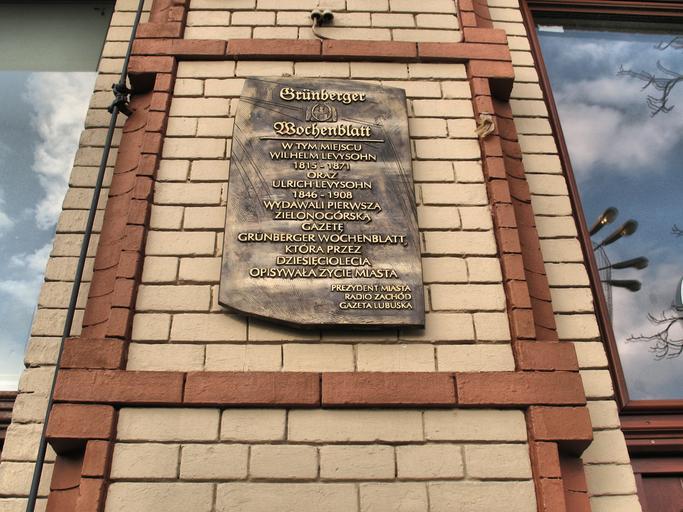 Grünberger
Wochenblatt
W TYM MIEJSCU
WILHELM LEVYSOHN
1815 - 1871
ORAZ
ULRICH LEVYSOHN
1846 - 1908
WYDAWALI PIERWSZĄ
ZIELONOGÓRSKĄ
GAZETĘ
GRÜNBERGER WOCHENBLATT,
KTÓRA PRZEZ
DZIESIĘCIOLECIA
OPISYWAŁA ŻYCIE MIASTA
PREZYDENT MIASTA
RADIO ZACHÓD
GAZETA LUBUSKA